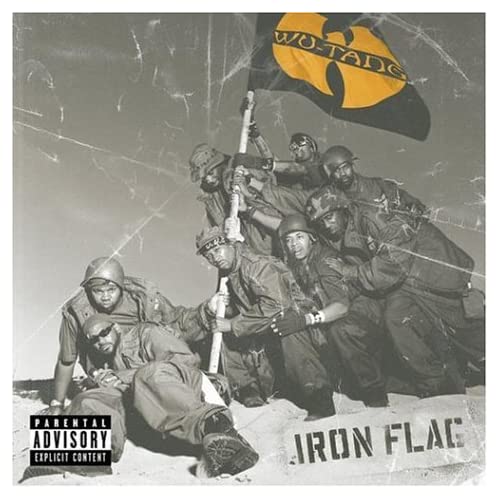 WU-TANG
PARENTAL
ADVISORY
EXPLICIT CONTENT
IRON FLAG